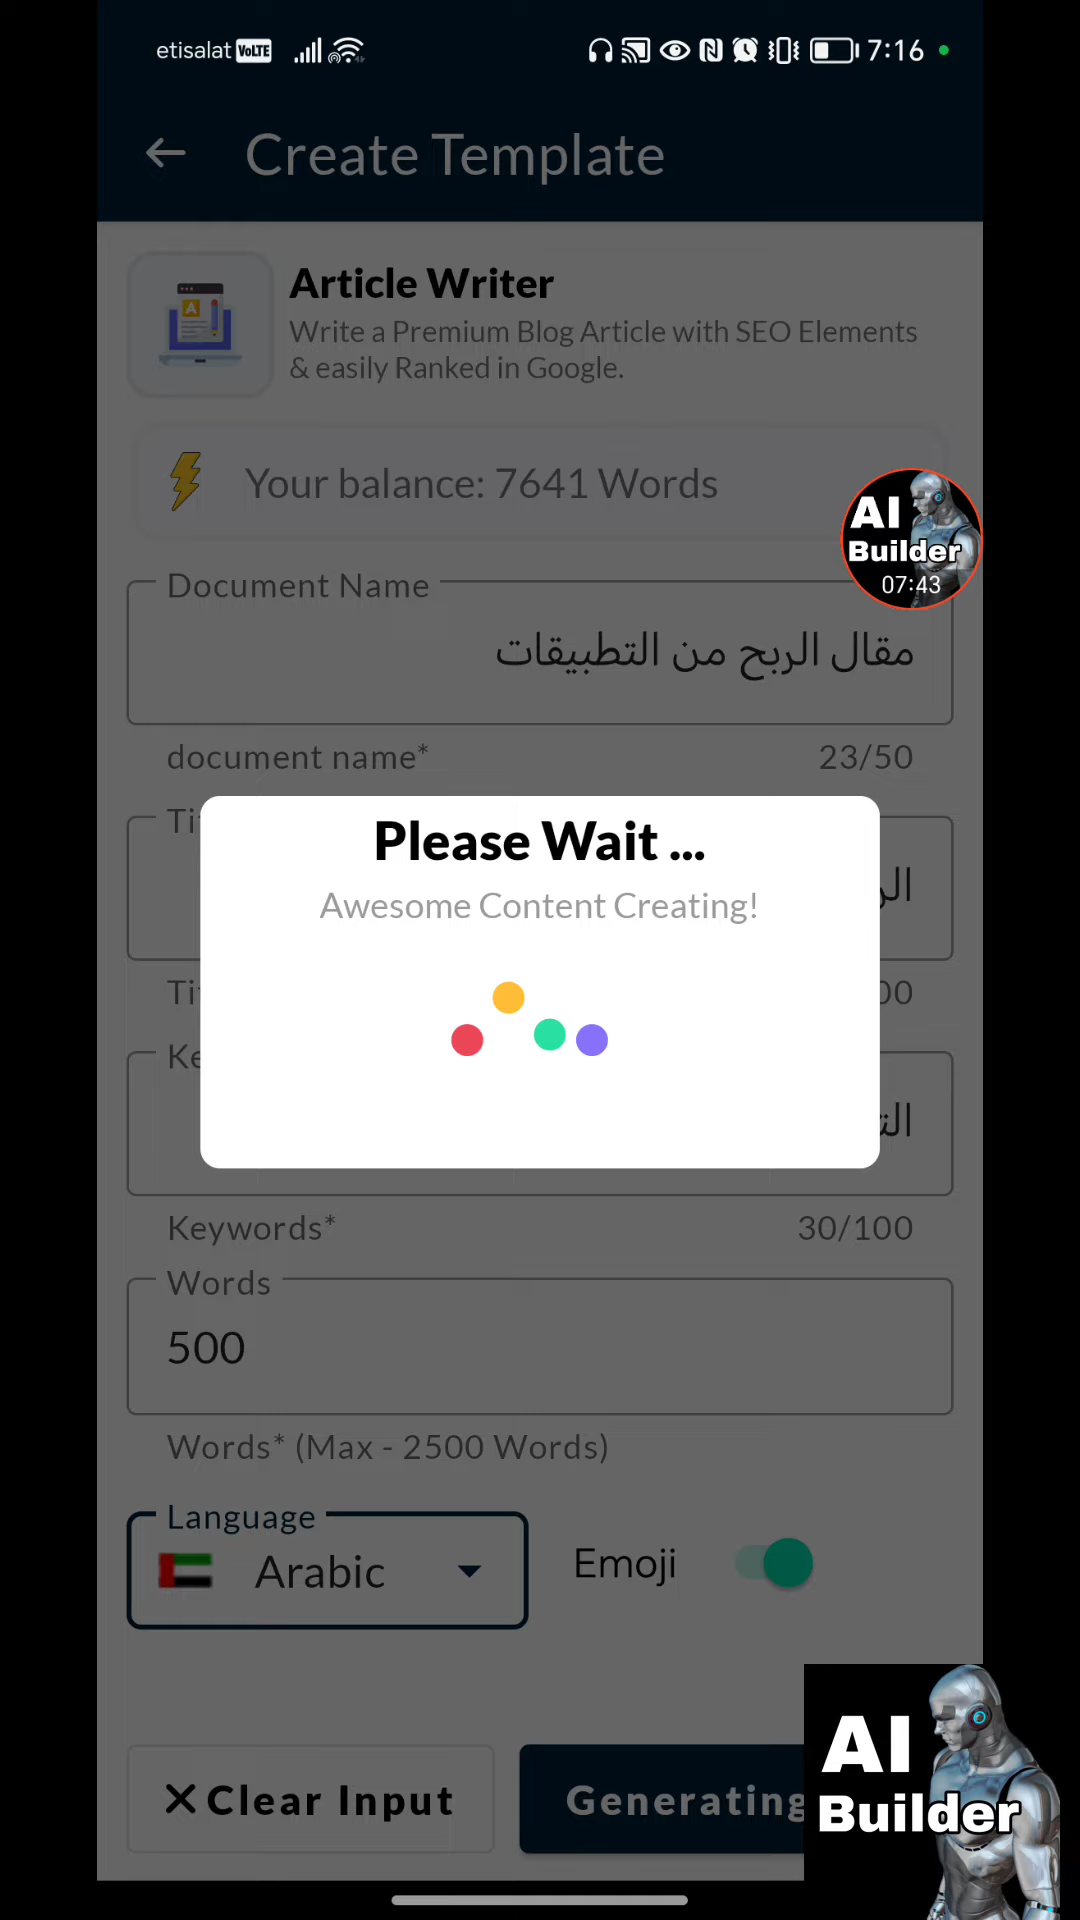 etisalat VoLTE
7:16
Create Template
Article Writer
Write a Premium Blog Article with SEO Elements
& easily Ranked in Google.
Your balance: 7641 Words
AI
Builder
07:43
Document Name
مقال الربح من التطبيقات
document name*
23/50
Please Wait ...
Awesome Content Creating!
Keywords*
30/100
Words
500
Words* (Max - 2500 Words)
Language
Arabic
Emoji
Clear Input
Generating
AI
Builder